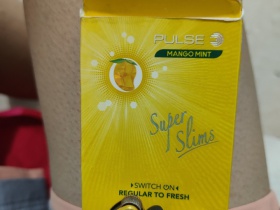 PULSE
MANGO MINT
Super
Slims
SWITCH ON
REGULAR TO FRESH